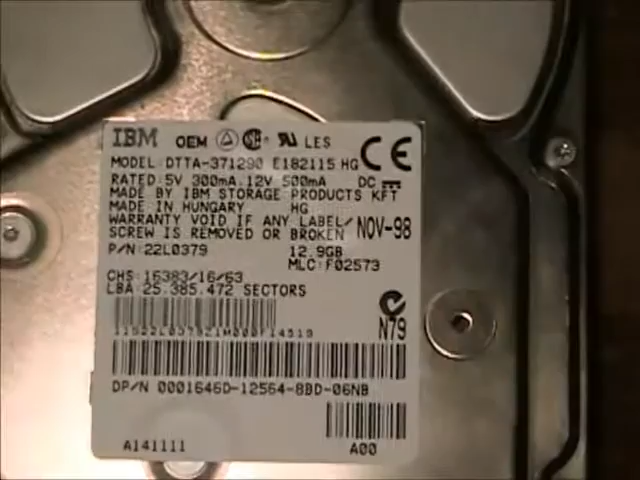 IBM OEM LES
MODEL: DTTA-371290 E182115 HG
RATED: 5V 300mA, 12V 500mA DC
MADE BY IBM STORAGE PRODUCTS KFT
MADE IN HUNGARY HG
WARRANTY VOID IF ANY LABEL/
SCREW IS REMOVED OR BROKEN NOV-98
P/N: 22L0379 12.9GB
MLC: F02573
CHS: 16383/16/63
LBA: 25,385,472 SECTORS
N79
DP/N 0001646D-12564-8BD-06NB
A141111 A00